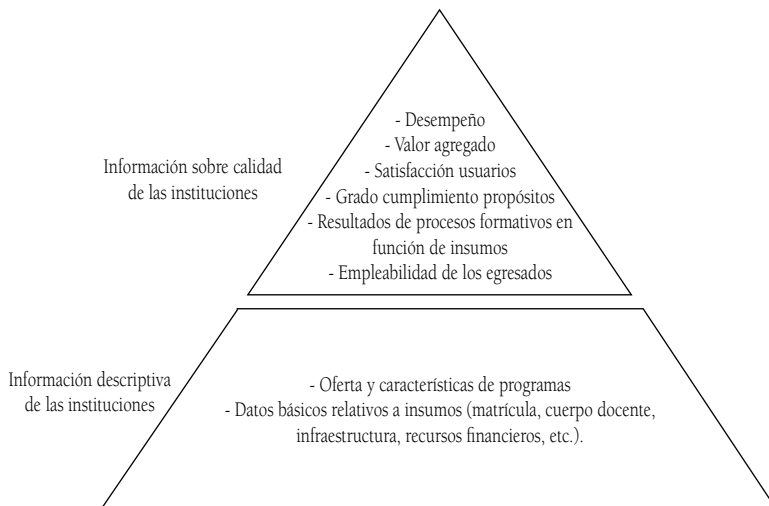 Información sobre calidad
de las instituciones
- Desempeño
- Valor agregado
- Satisfacción usuarios
- Grado cumplimiento propósitos
- Resultados de procesos formativos en
función de insumos
- Empleabilidad de los egresados
Información descriptiva
de las instituciones
- Oferta y características de programas
- Datos básicos relativos a insumos (matrícula, cuerpo docente,
infraestructura, recursos financieros, etc.).